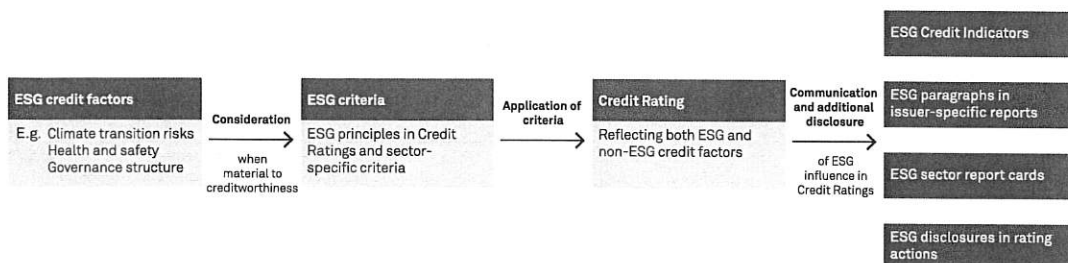 ESG credit factors
E.g. Climate transition risks
Health and safety
Governance structure
Consideration
when
material to
creditworthiness
ESG criteria
ESG principles in Credit
Ratings and sector-
specific criteria
Application of
criteria
Credit Rating
Reflecting both ESG and
non-ESG credit factors
Communication
and additional
disclosure
of ESG
influence in
Credit Ratings
ESG Credit Indicators
ESG paragraphs in
issuer-specific reports
ESG sector report cards
ESG disclosures in rating
actions